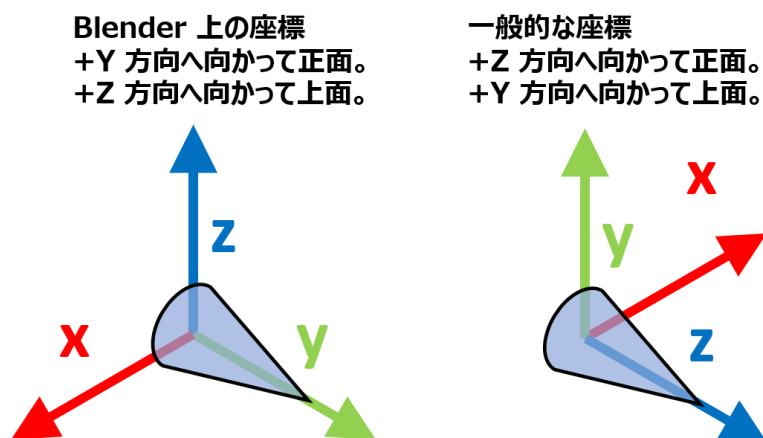 Blender 上の座標
+Y 方向へ向かって正面。
+Z 方向へ向かって上面。
一般的な座標
+Z 方向へ向かって正面。
+Y 方向へ向かって上面。
z
x
y
x
y
z